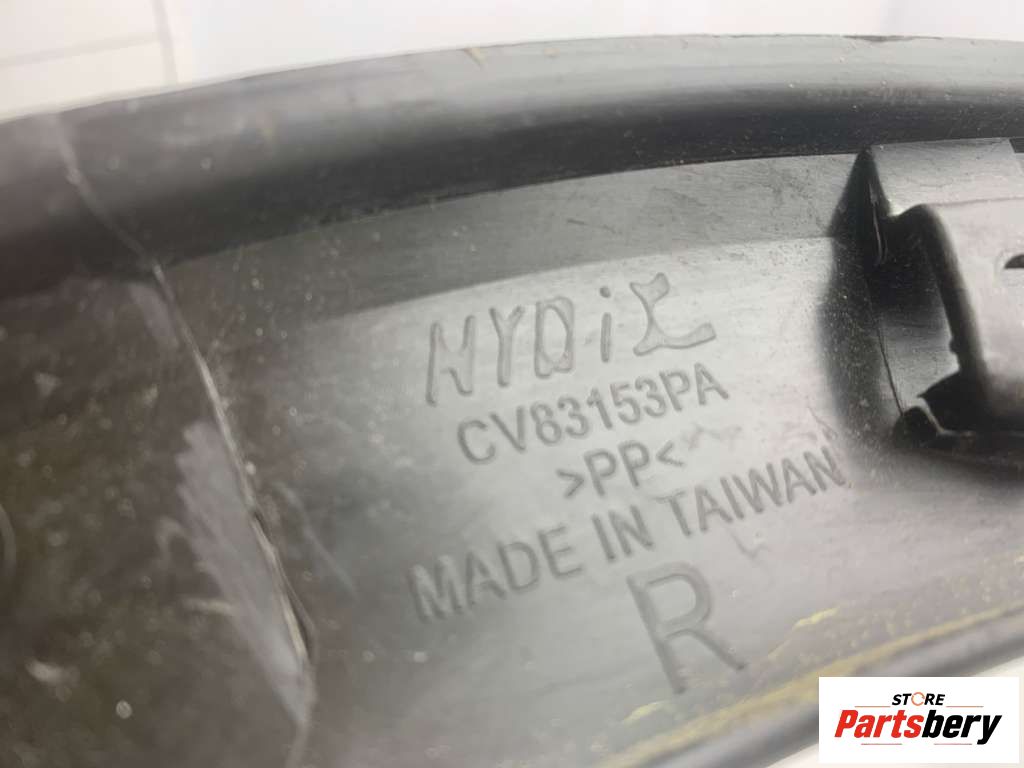 CV83153PA
>PP<
MADE IN TAIWAN
R
STORE
Partsbery